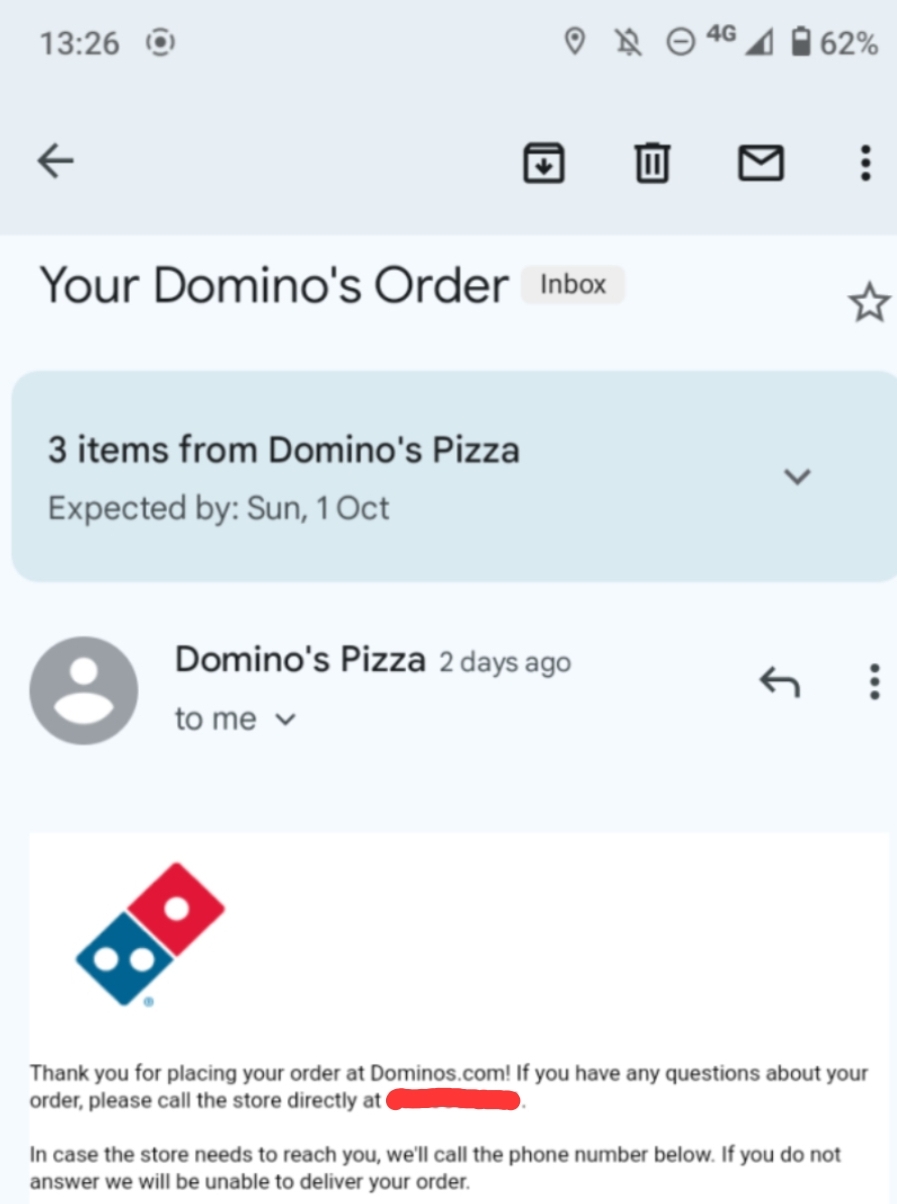 13:26 4G 62%
Your Domino's Order Inbox
3 items from Domino's Pizza
Expected by: Sun, 1 Oct
Domino's Pizza 2 days ago
to me
®
Thank you for placing your order at Dominos.com! If you have any questions about your
order, please call the store directly at .
In case the store needs to reach you, we'll call the phone number below. If you do not
answer we will be unable to deliver your order.